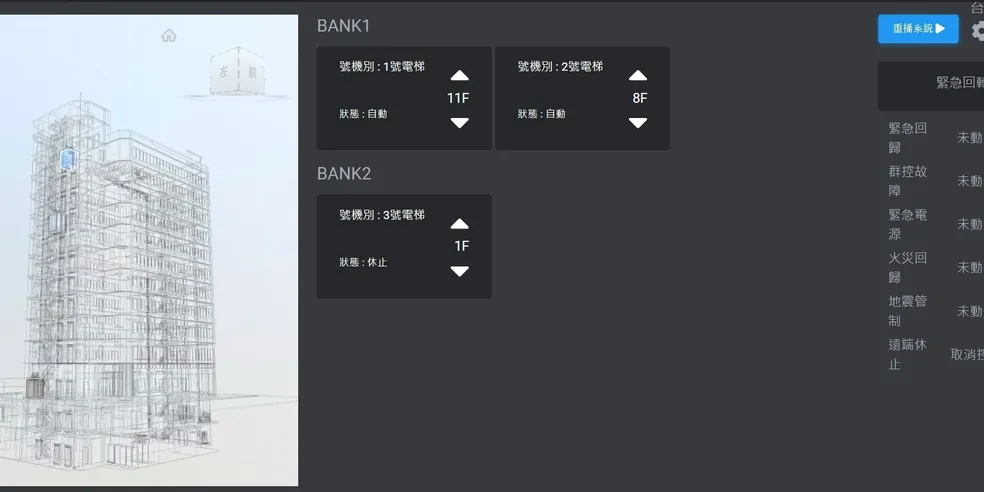 BANK1
號機別 : 1號電梯
11F
狀態 : 自動
號機別 : 2號電梯
8F
狀態 : 自動
BANK2
號機別 : 3號電梯
1F
狀態 : 休止
左
前
台
重播系統
緊急回轉
緊急回
歸
未動
群控故
障
未動
緊急電
源
未動
火災回
歸
未動
地震管
制
未動
遠端休
止
取消控